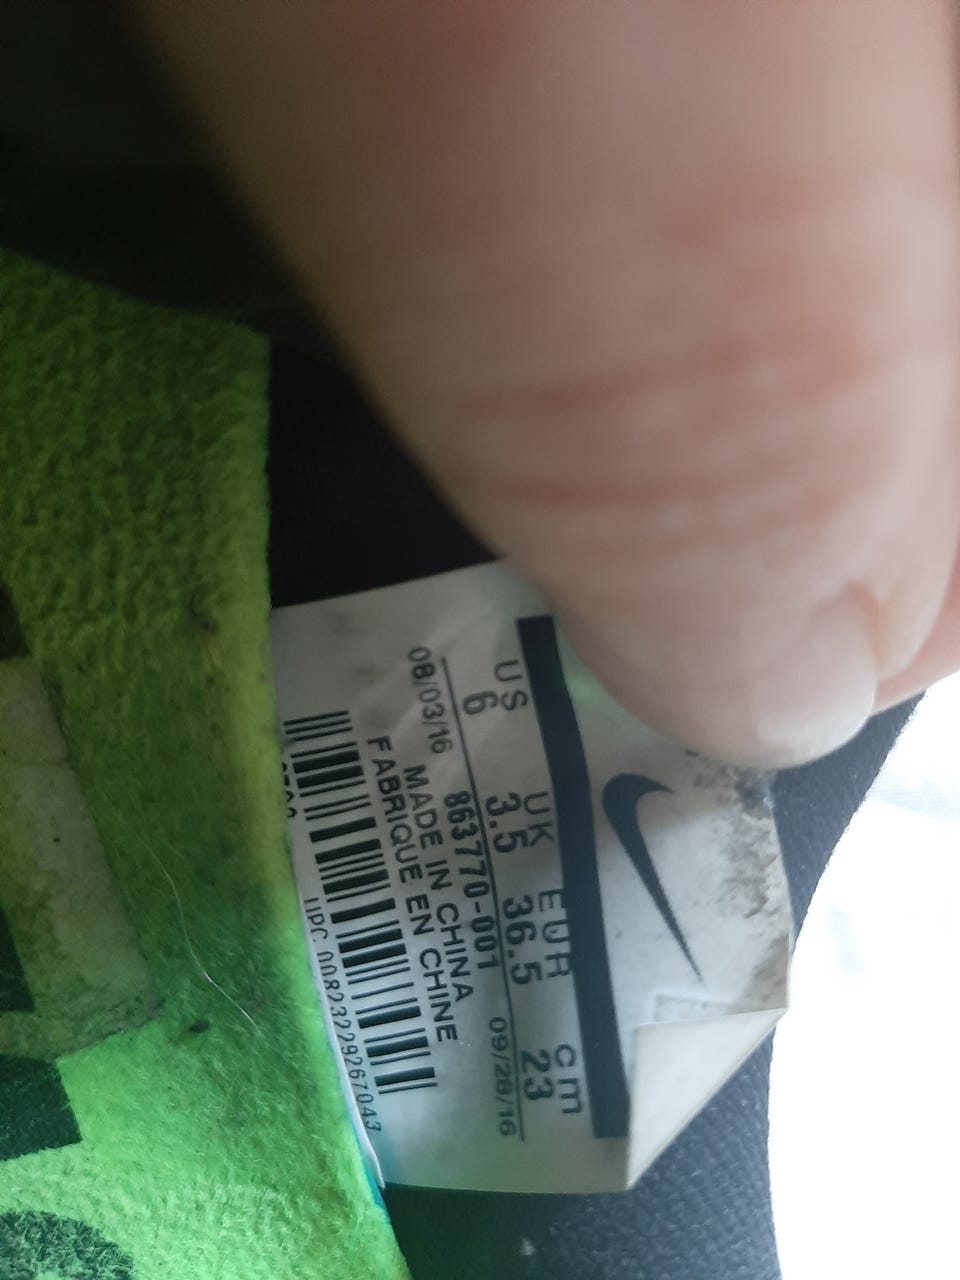 US UK EUR cm
6 3.5 36.5 23
08/03/16 863770-001 09/28/16
MADE IN CHINA
FABRIQUE EN CHINE
UPC 00823229267043